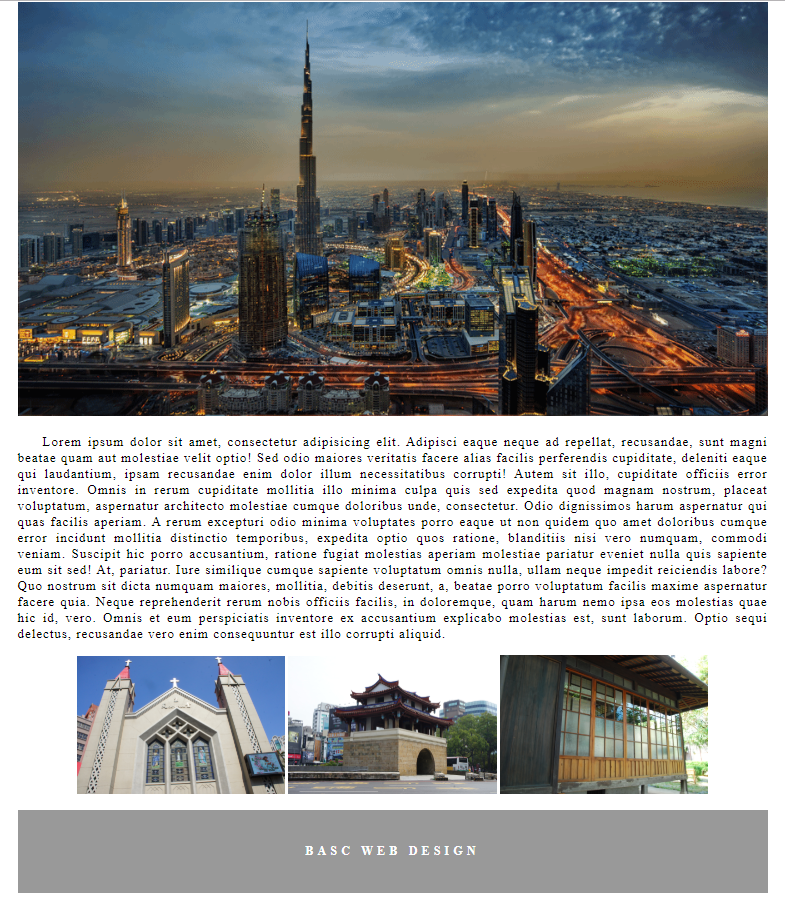 Lorem ipsum dolor sit amet, consectetur adipisicing elit. Adipisci eaque neque ad repellat, recusandae, sunt magni
beatae quam aut molestiae velit optio! Sed odio maiores veritatis facere alias facilis perferendis cupiditate, deleniti eaque
qui laudantium, ipsam recusandae enim dolor illum necessitatibus corrupti! Autem sit illo, cupiditate officiis error
inventore. Omnis in rerum cupiditate mollitia illo minima culpa quis sed expedita quod magnam nostrum, placeat
voluptatum, aspernatur architecto molestiae cumque doloribus unde, consectetur. Odio dignissimos harum aspernatur qui
quas facilis aperiam. A rerum excepturi odio minima voluptates porro eaque ut non quidem quo amet doloribus cumque
error incidunt mollitia distinctio temporibus, expedita optio quos ratione, blanditiis nisi vero numquam, commodi
veniam. Suscipit hic porro accusantium, ratione fugiat molestias aperiam molestiae pariatur eveniet nulla quis sapiente
eum sit sed! At, pariatur. Iure similique cumque sapiente voluptatum omnis nulla, ullam neque impedit reiciendis labore?
Quo nostrum sit dicta numquam maiores, mollitia, debitis deserunt, a, beatae porro voluptatum facilis maxime aspernatur
facere quia. Neque reprehenderit rerum nobis officiis facilis, in doloremque, quam harum nemo ipsa eos molestias quae
hic id, vero. Omnis et eum perspiciatis inventore ex accusantium explicabo molestias est, sunt laborum. Optio sequi
delectus, recusandae vero enim consequuntur est illo corrupti aliquid.
BASC WEB DESIGN